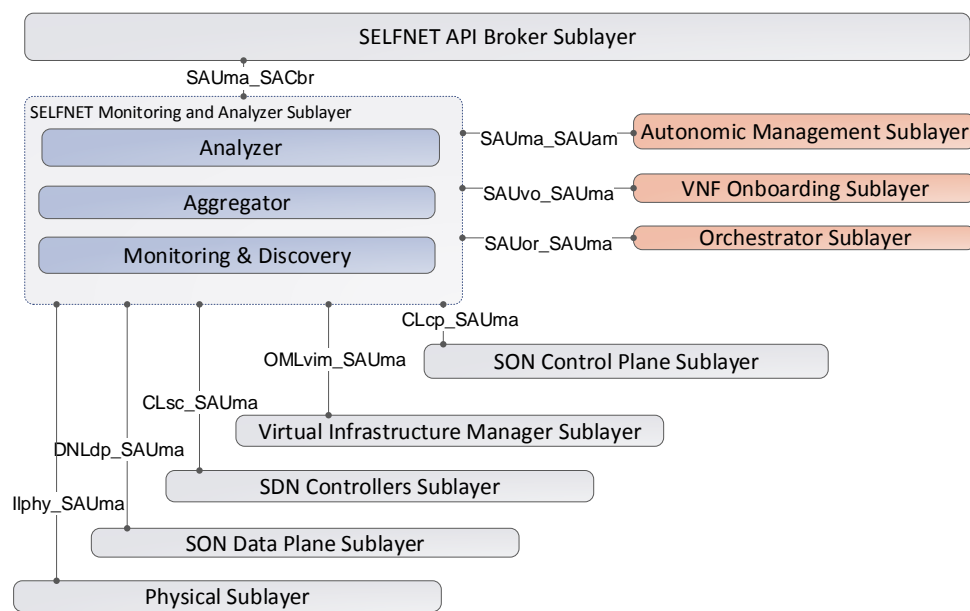 SELFNET API Broker Sublayer
SAUma_SACbr
SELFNET Monitoring and Analyzer Sublayer
Analyzer
Aggregator
Monitoring & Discovery
SAUma_SAUam
Autonomic Management Sublayer
SAUvo_SAUma
VNF Onboarding Sublayer
SAUor_SAUma
Orchestrator Sublayer
CLcp_SAUma
SON Control Plane Sublayer
OMLvim_SAUma
Virtual Infrastructure Manager Sublayer
CLsc_SAUma
SDN Controllers Sublayer
DNLdp_SAUma
SON Data Plane Sublayer
IIphy_SAUma
Physical Sublayer